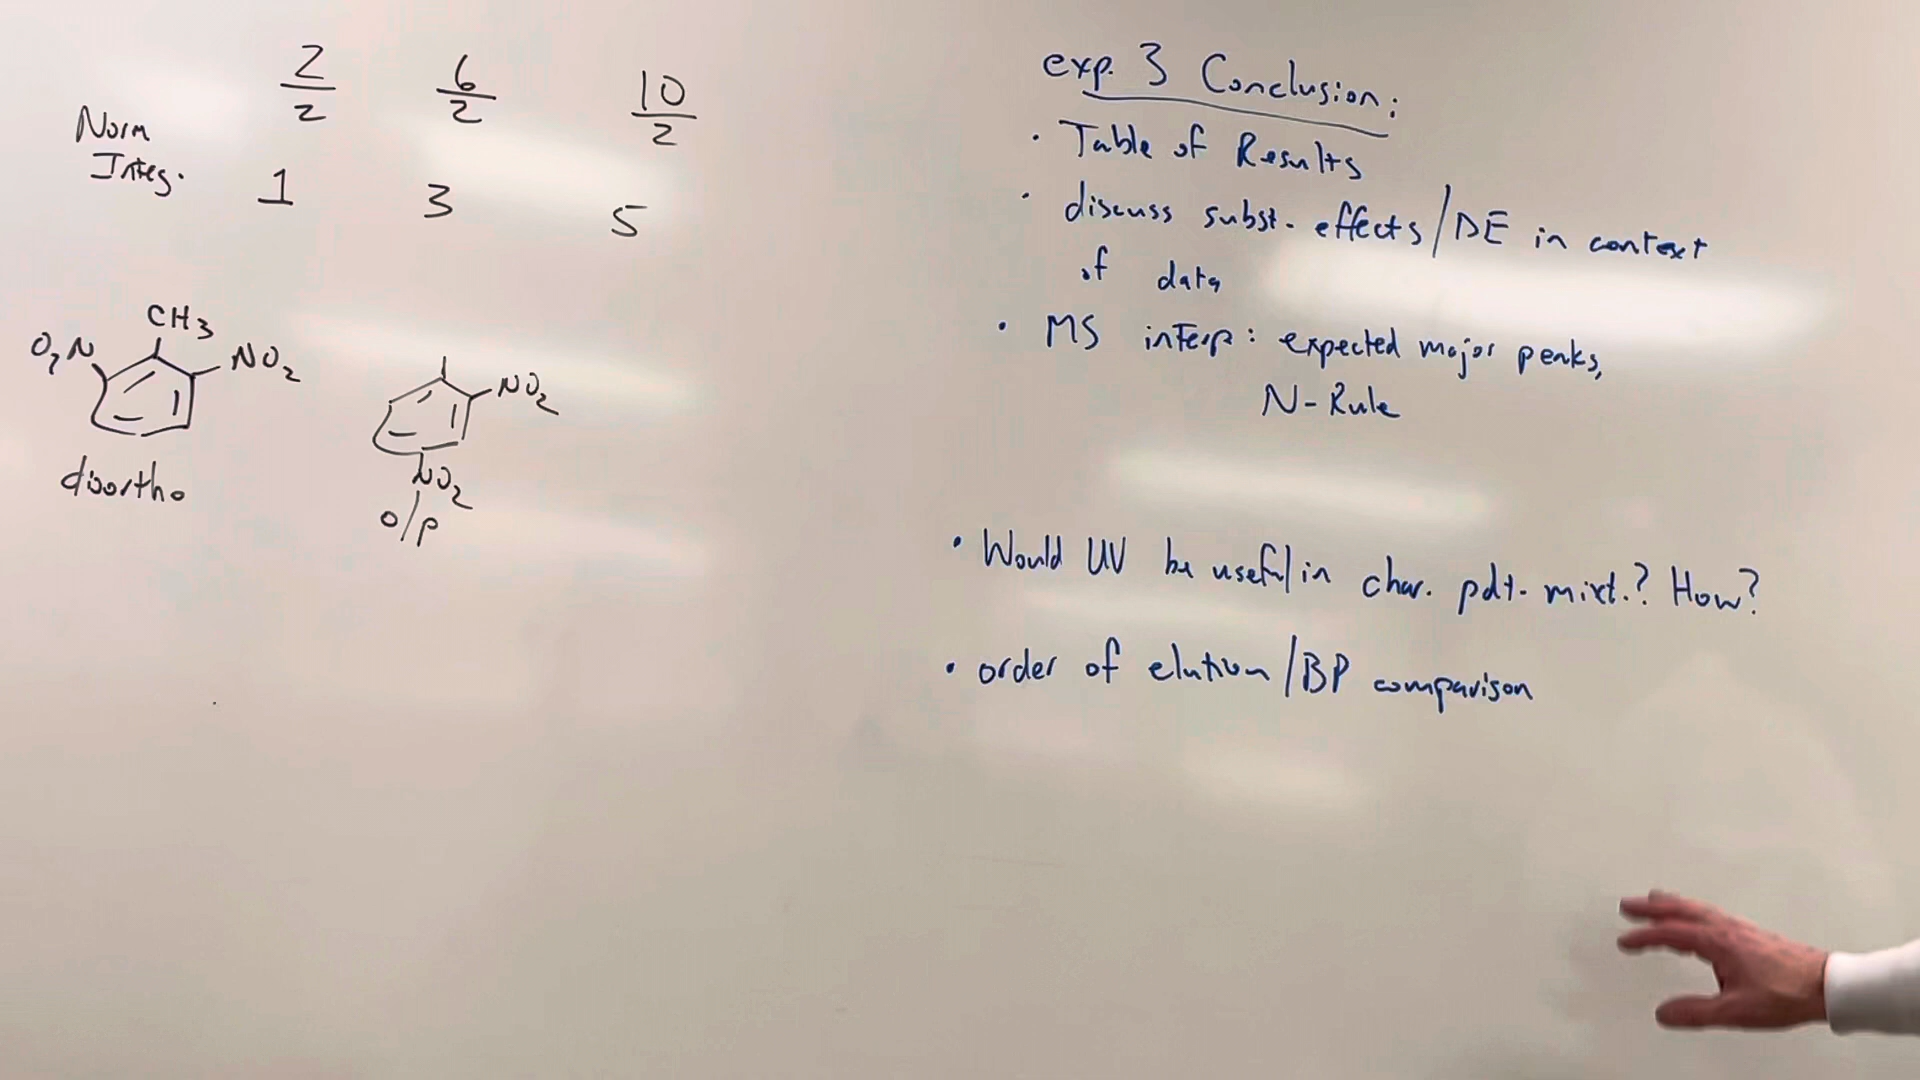 2/2 6/2 10/2
Norm
Integ. 1 3 5
CH3
O2N NO2
NO2
NO2
diortho
o/p
exp. 3 Conclusion:
• Table of Results
• discuss subst. effects/DE in context
of data
• MS interp: expected major peaks,
N-Rule
• Would UV be useful in char. pdt. mixt.? How?
• order of elution/BP comparison